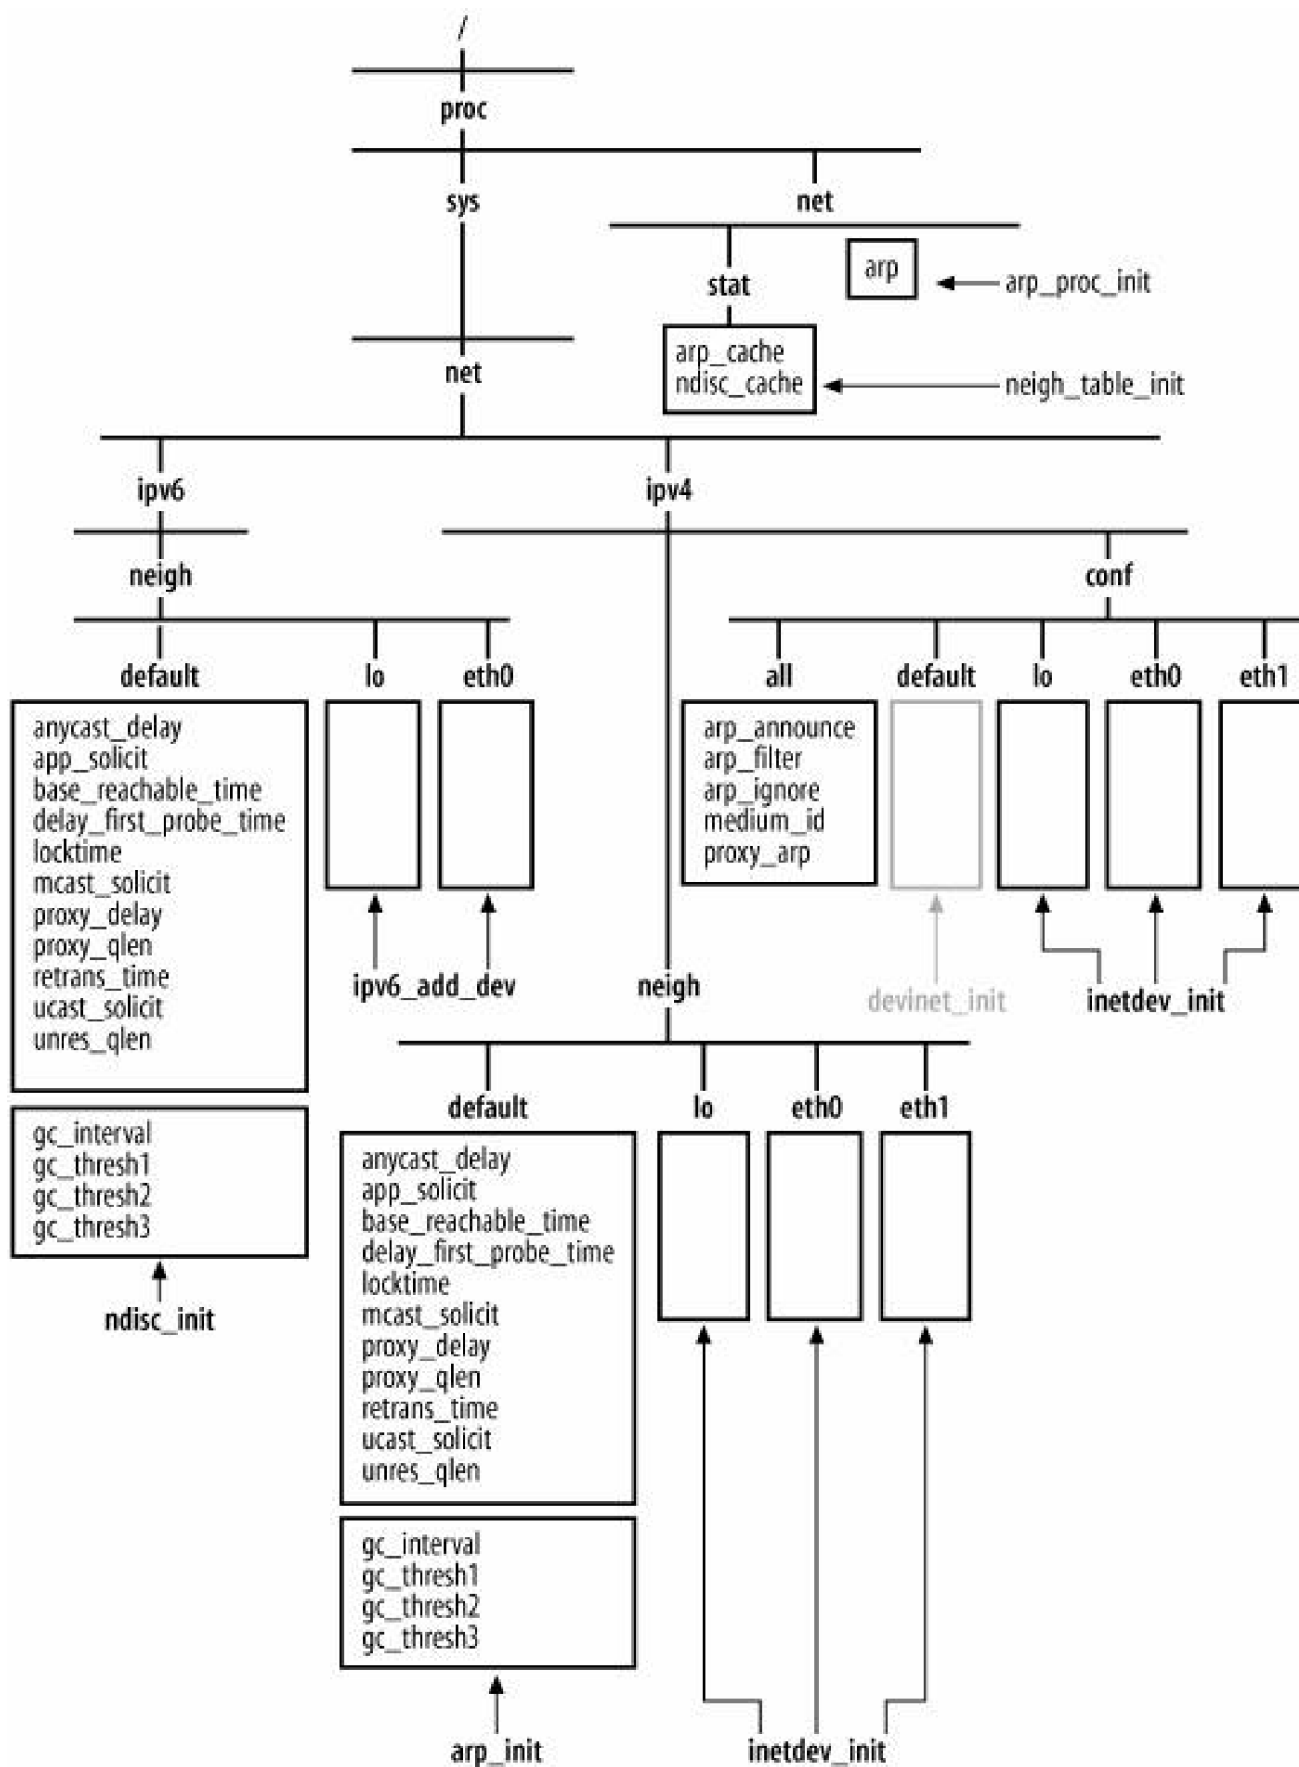 /
proc
sys
net
stat
arp
arp_proc_init
arp_cache
ndisc_cache
neigh_table_init
net
ipv6
ipv4
neigh
conf
default
lo
eth0
all
default
lo
eth0
eth1
anycast_delay
app_solicit
base_reachable_time
delay_first_probe_time
locktime
mcast_solicit
proxy_delay
proxy_qlen
retrans_time
ucast_solicit
unres_qlen
gc_interval
gc_thresh1
gc_thresh2
gc_thresh3
ndisc_init
ipv6_add_dev
arp_announce
arp_filter
arp_ignore
medium_id
proxy_arp
devinet_init
inetdev_init
neigh
default
lo
eth0
eth1
anycast_delay
app_solicit
base_reachable_time
delay_first_probe_time
locktime
mcast_solicit
proxy_delay
proxy_qlen
retrans_time
ucast_solicit
unres_qlen
gc_interval
gc_thresh1
gc_thresh2
gc_thresh3
arp_init
inetdev_init